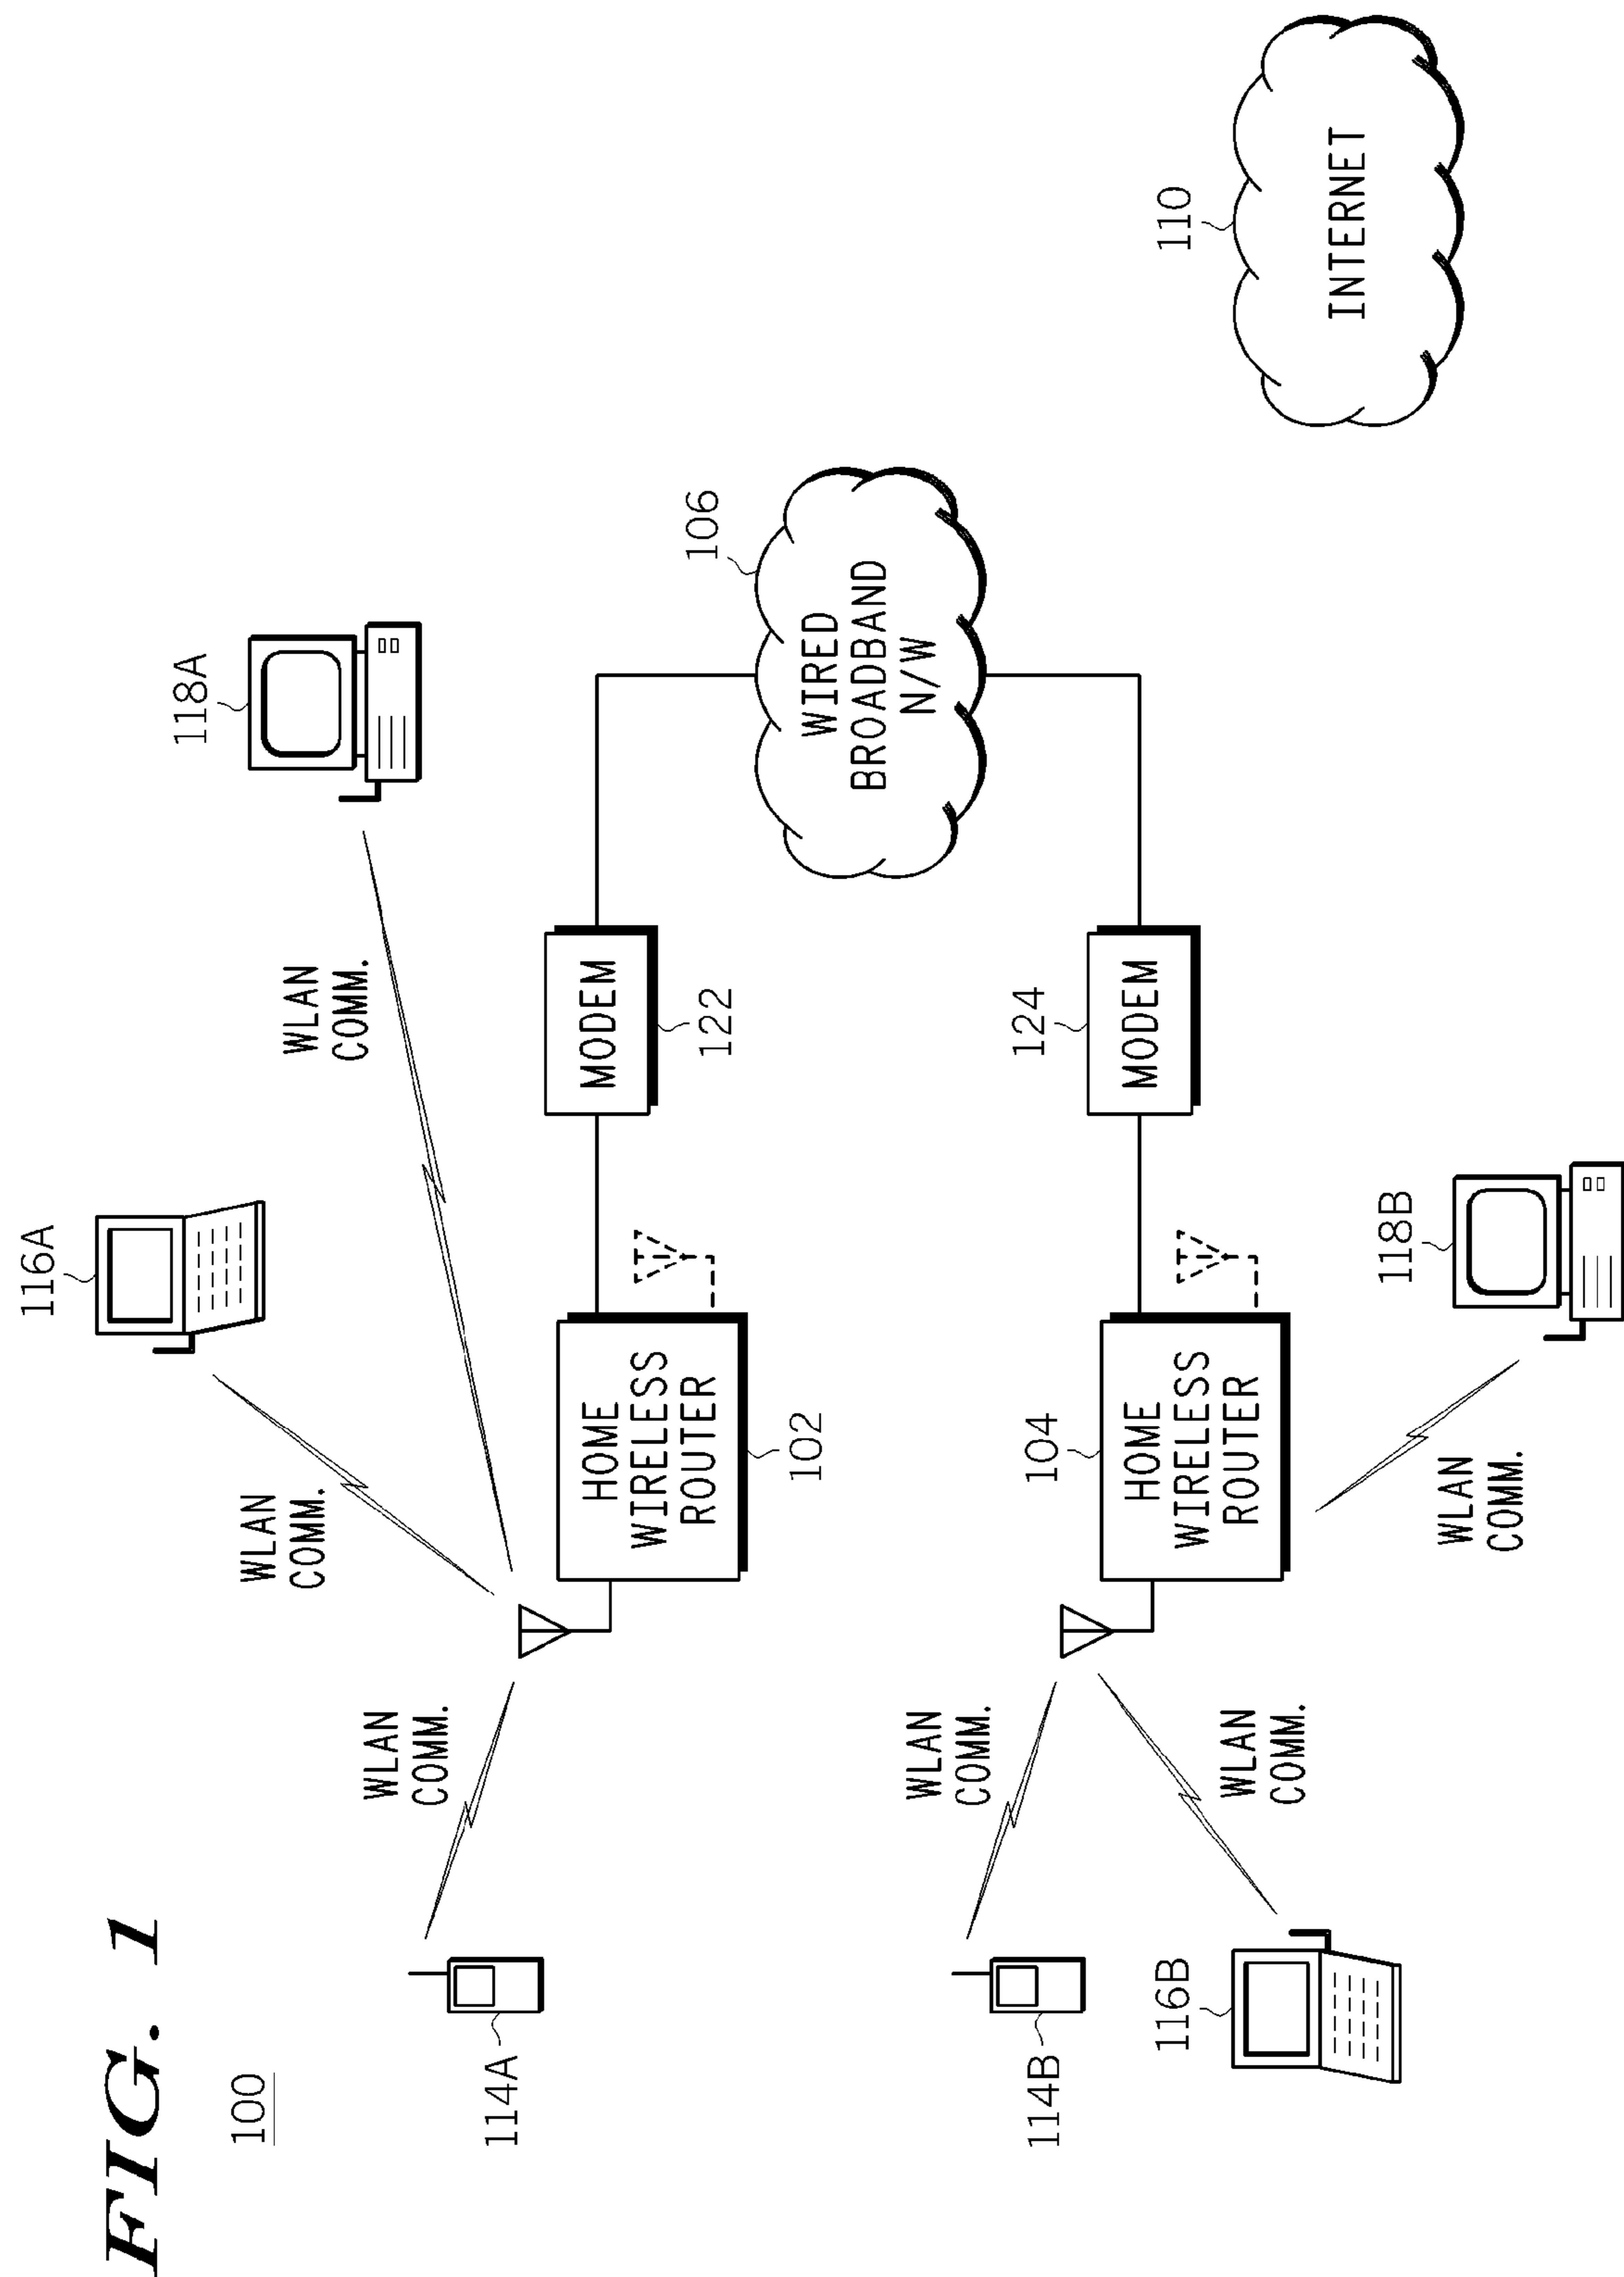 FIG. 1
100
116A
118A
WLAN
COMM.
WLAN
COMM.
WLAN
COMM.
114A
HOME
WIRELESS
ROUTER
102
MODEM
122
106
WIRED
BROADBAND
N/W
110
INTERNET
114B
WLAN
COMM.
104
HOME
WIRELESS
ROUTER
124
MODEM
116B
WLAN
COMM.
118B
WLAN
COMM.